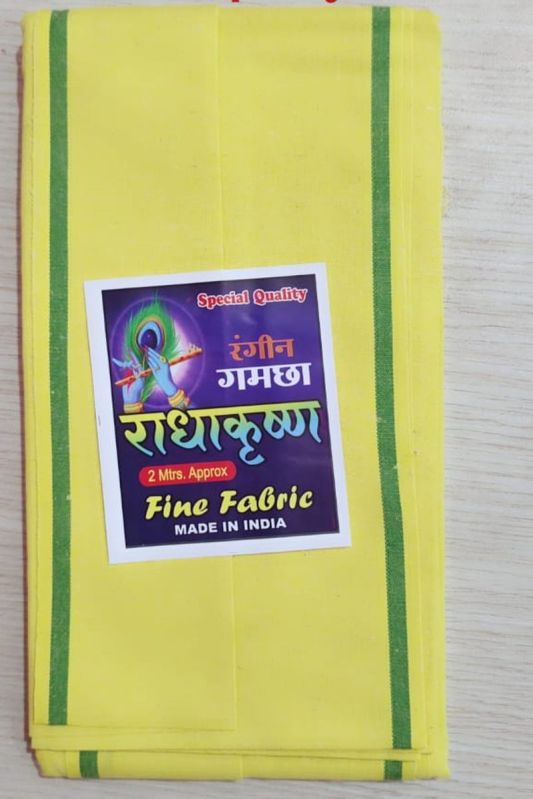 Special Quality
रंगीन
गमछा
राधाकृष्ण
2 Mtrs. Approx
Fine Fabric
MADE IN INDIA